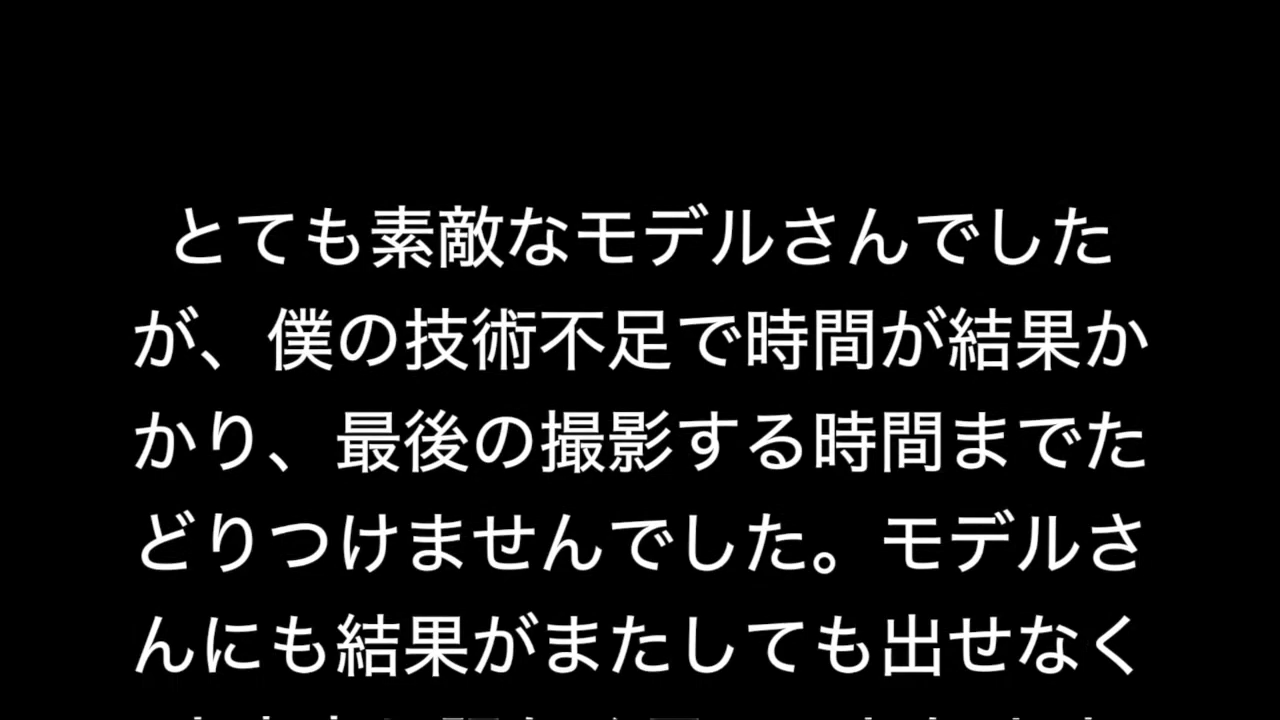 とても素敵なモデルさんでした
が、僕の技術不足で時間が結果か
かり、最後の撮影する時間までた
どりつけませんでした。モデルさ
んにも結果がまたしても出せなく